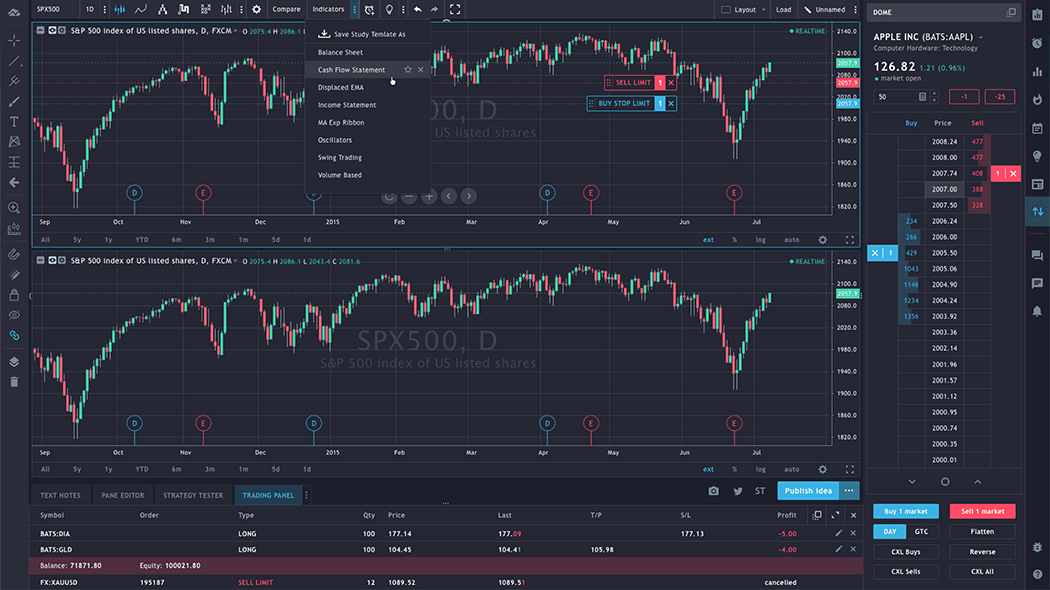 SPX500 1D Compare Indicators Layout Load Unnamed
S&P 500 index of US listed shares, D, FXCM O 2075.4 H 2086.1
REALTIME
Save Study Temlate As
Balance Sheet
Cash Flow Statement
Displaced EMA
Income Statement
MA Exp Ribbon
Oscillators
Swing Trading
Volume Based
SELL LIMIT 1
BUY STOP LIMIT 1
00, D
US listed shares
2140.0
2057.9
2080.0
2057.9
2057.9
2020.0
1980.0
1940.0
1900.0
1860.0
1820.0
D E D D E E
Sep Oct Nov Dec 2015 Feb Mar Apr May Jun Jul
All 5y 1y YTD 6m 3m 1m 5d 1d ext % log auto
S&P 500 index of US listed shares, D, FXCM O 2075.4 H 2086.1 L 2043.4 C 2081.6
REALTIME
SPX500, D
S&P 500 index of US listed shares
2140.0
2100.0
2057.9
2060.0
2020.0
1980.0
1940.0
1900.0
1860.0
1820.0
D E D D E E
Sep Oct Nov Dec 2015 Feb Mar Apr May Jun Jul
All 5y 1y YTD 6m 3m 1m 5d 1d ext % log auto
TEXT NOTES PANE EDITOR STRATEGY TESTER TRADING PANEL ST Publish Idea
Symbol Order Type Qty Price Last T/P S/L Profit
BATS:DIA LONG 100 177.14 177.09 177.13 -5.00
BATS:GLD LONG 100 104.45 104.41 105.98 -4.00
Balance: 71871.80 Equity: 100021.80
FX:XAUUSD 195187 SELL LIMIT 12 1089.52 1089.51 cancelled
DOME
APPLE INC (BATS:AAPL)
Computer Hardware: Technology
126.82 1.21 (0.96%)
market open
50 -1 -25
Buy Price Sell
2008.24 477
2008.00 477
2007.74 408 1
2007.00 388
2007.50 328
234 2006.24
266 2006.00
1 429 2005.50
1043 2005.06
1146 2004.90
1234 2004.24
1356 2003.92
2003.36
2002.14
2001.96
2001.57
2001.12
2000.95
2000.74
2000.35
2000.01
Buy 1 market Sell 1 market
DAY GTC Flatten
CXL Buys Reverse
CXL Sells CXL All